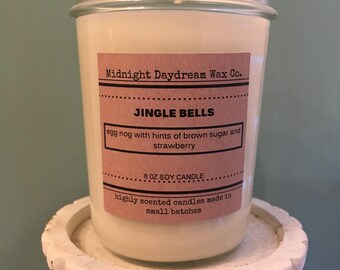 Midnight Daydream Wax Co.
JINGLE BELLS
egg nog with hints of brown sugar and
strawberry
8 OZ SOY CANDLE
highly scented candles made in
small batches